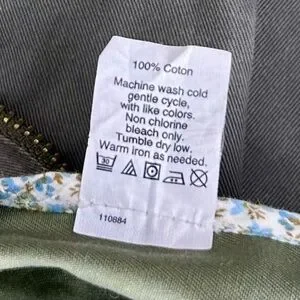 100% Coton
Machine wash cold
gentle cycle,
with like colors.
Non chlorine
bleach only.
Tumble dry low.
Warm iron as needed.
30
110884